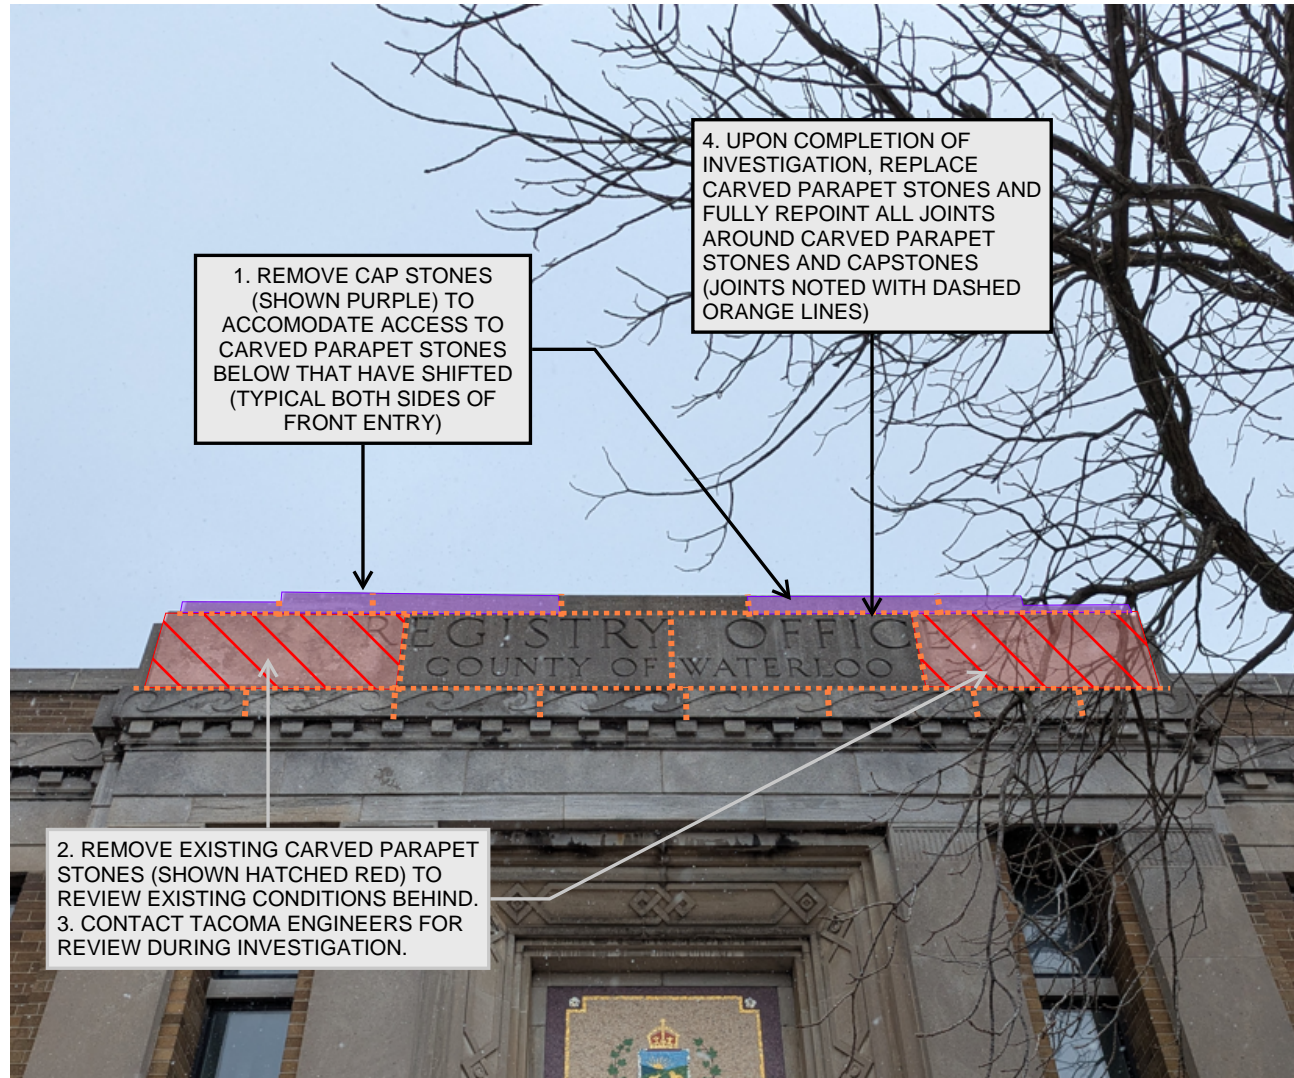 4. UPON COMPLETION OF
INVESTIGATION, REPLACE
CARVED PARAPET STONES AND
FULLY REPOINT ALL JOINTS
AROUND CARVED PARAPET
STONES AND CAPSTONES
(JOINTS NOTED WITH DASHED
ORANGE LINES)
1. REMOVE CAP STONES
(SHOWN PURPLE) TO
ACCOMODATE ACCESS TO
CARVED PARAPET STONES
BELOW THAT HAVE SHIFTED
(TYPICAL BOTH SIDES OF
FRONT ENTRY)
REGISTRY OFFICE
COUNTY OF WATERLOO
2. REMOVE EXISTING CARVED PARAPET
STONES (SHOWN HATCHED RED) TO
REVIEW EXISTING CONDITIONS BEHIND.
3. CONTACT TACOMA ENGINEERS FOR
REVIEW DURING INVESTIGATION.